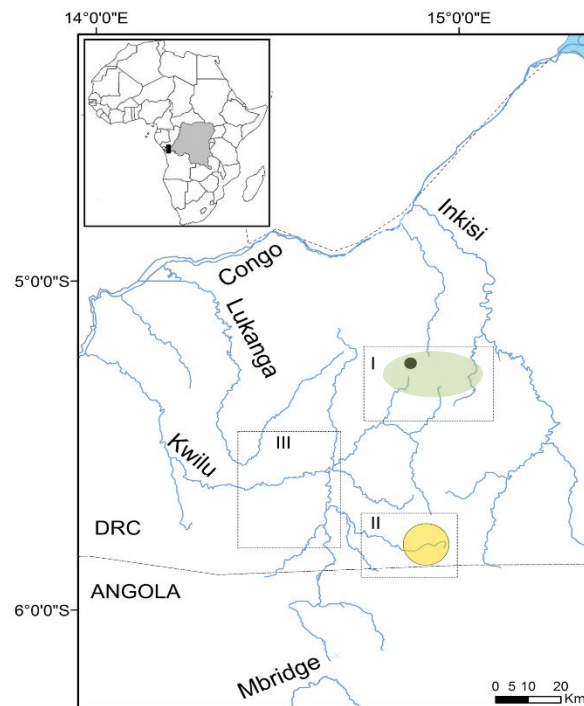 14°0'0"E
15°0'0"E
Inkisi
5°0'0"S
Congo
Lukanga
I
III
Kwilu
DRC
II
ANGOLA
6°0'0"S
Mbridge
0 5 10 20
Km